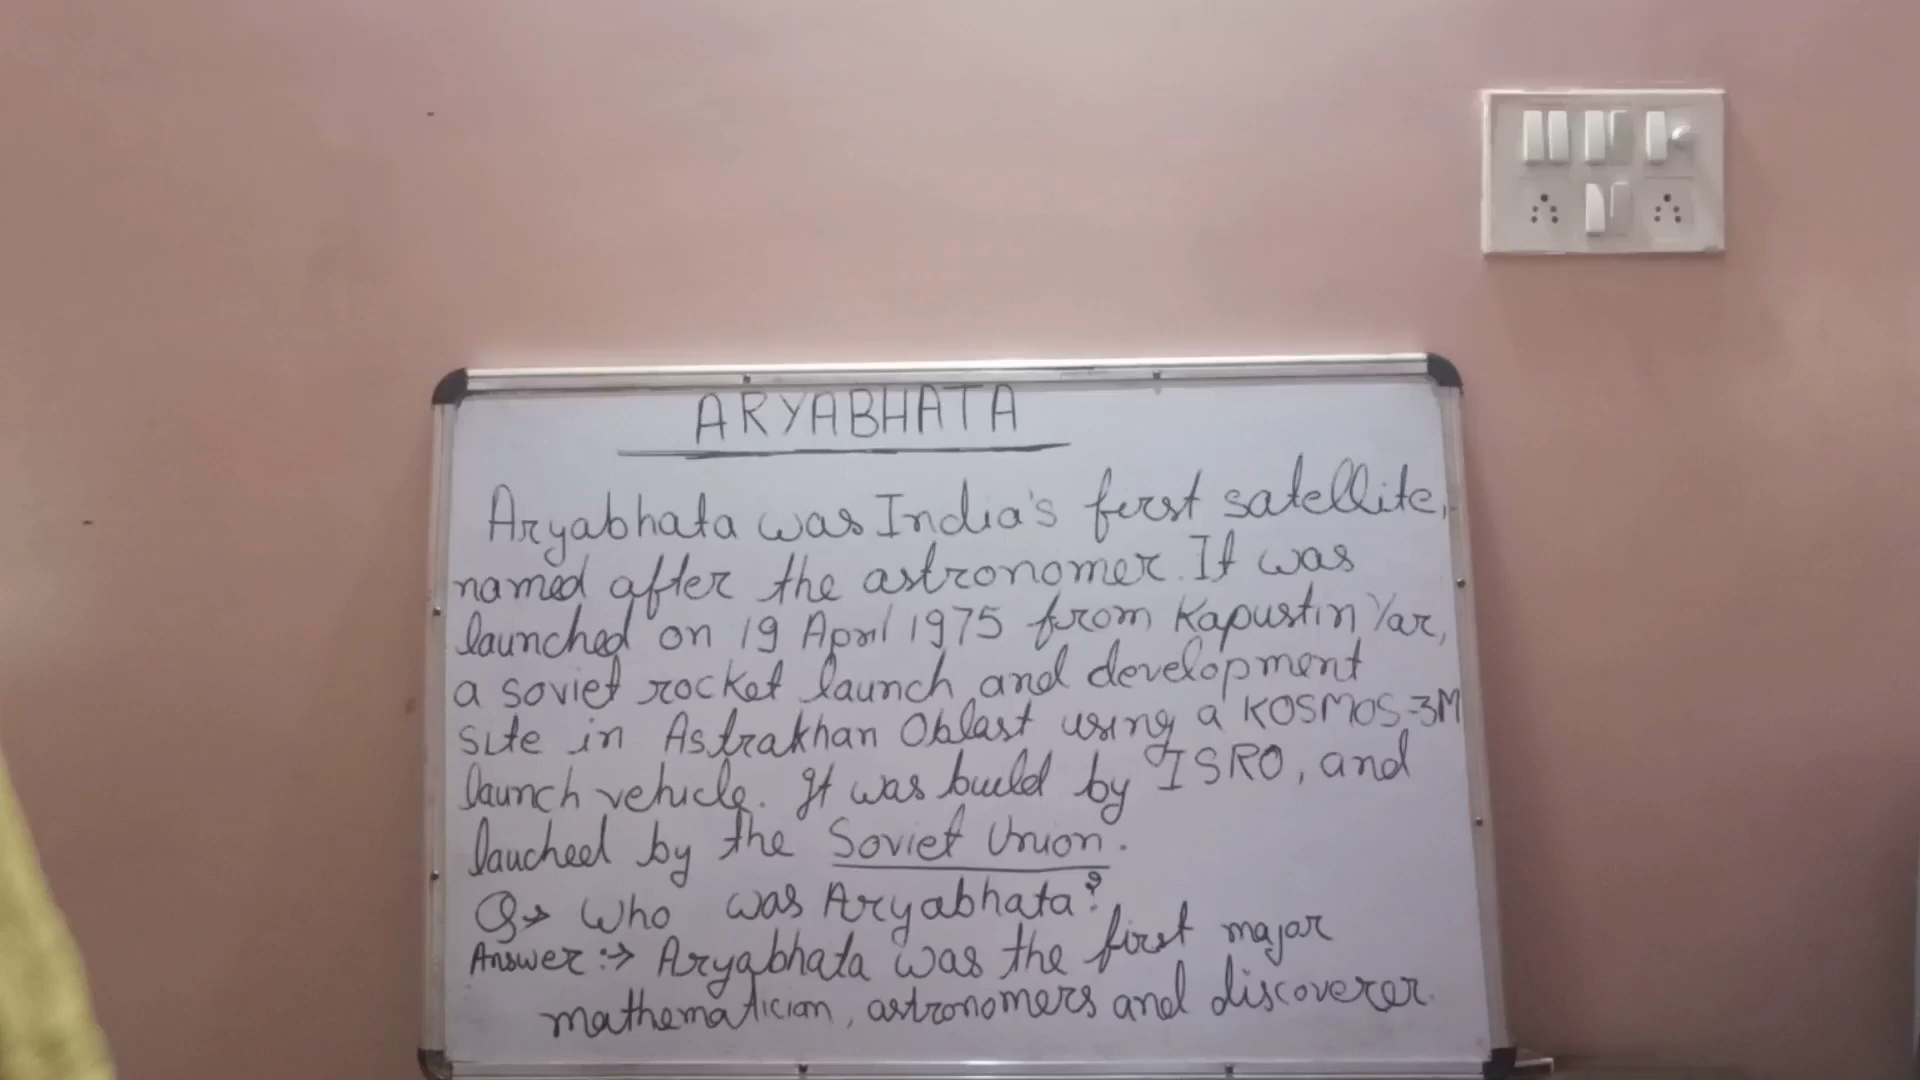 ARYABHATA
Aryabhata was India's first satellite,
named after the astronomer. It was
launched on 19 April 1975 from Kapustin Yar,
a soviet rocket launch and development
site in Astrakhan Oblast using a KOSMOS-3M
launch vehicle. It was build by ISRO, and
laucheed by the Soviet Union.
Q→ Who was Aryabhata?
Answer :→ Aryabhata was the first major
mathematician, astronomers and discoverer.